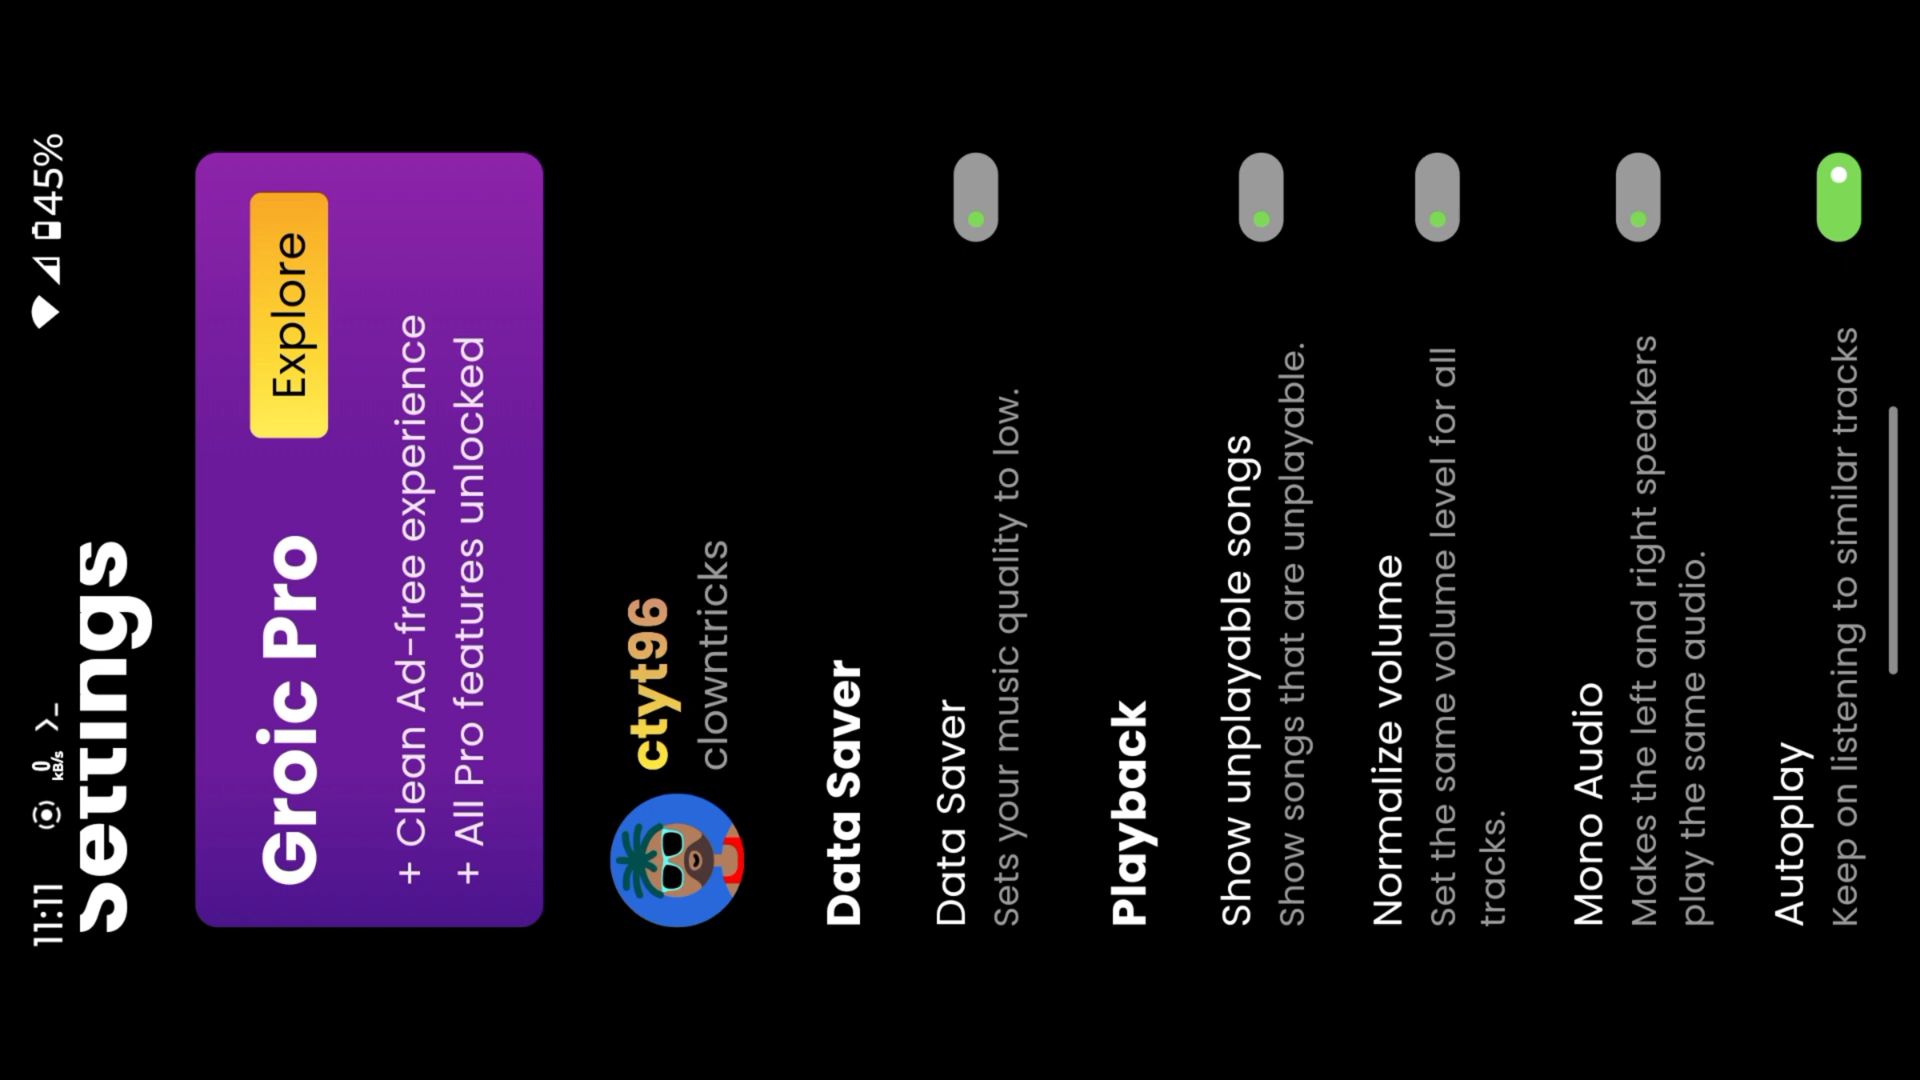 11:11 0 kB/s >_ 45%
Settings
Groic Pro
Explore
+ Clean Ad-free experience
+ All Pro features unlocked
ctyt96
clowntricks
Data Saver
Data Saver
Sets your music quality to low.
Playback
Show unplayable songs
Show songs that are unplayable.
Normalize volume
Set the same volume level for all
tracks.
Mono Audio
Makes the left and right speakers
play the same audio.
Autoplay
Keep on listening to similar tracks